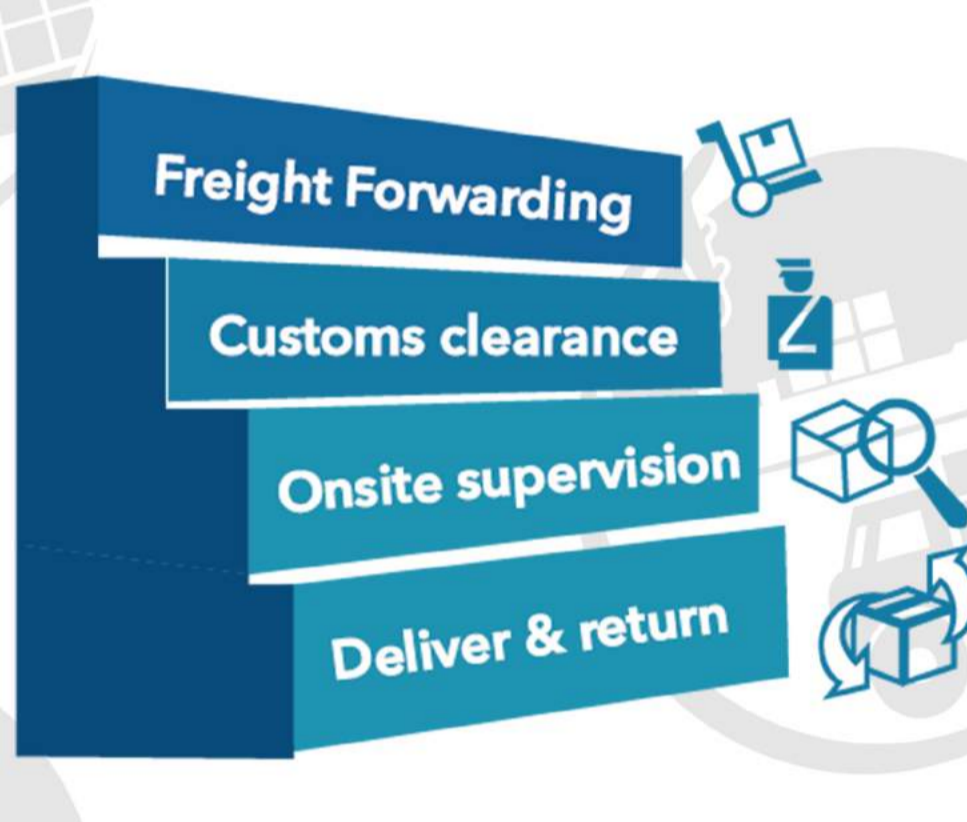 Freight Forwarding
Customs clearance
Onsite supervision
Deliver & return